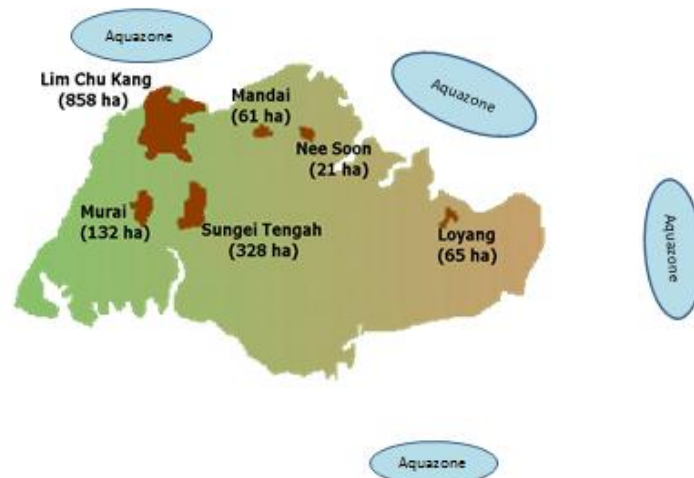 Aquazone
Aquazone
Lim Chu Kang
(858 ha)
Mandai
(61 ha)
Nee Soon
(21 ha)
Murai
(132 ha)
Sungei Tengah
(328 ha)
Loyang
(65 ha)
Aquazone
Aquazone